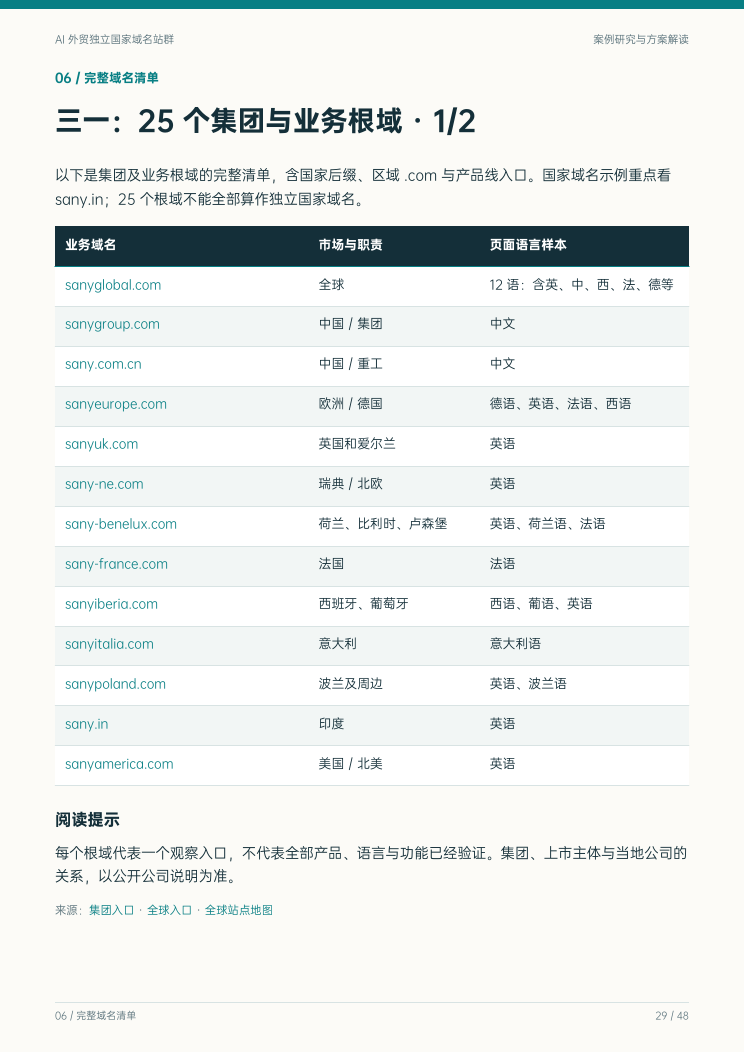 AI 外贸独立国家域名站群
案例研究与方案解读
06 / 完整域名清单
三一：25 个集团与业务根域 · 1/2
以下是集团及业务根域的完整清单，含国家后缀、区域 .com 与产品线入口。国家域名示例重点看
sany.in；25 个根域不能全部算作独立国家域名。
业务域名 市场与职责 页面语言样本
sanyglobal.com 全球 12 语：含英、中、西、法、德等
sanygroup.com 中国 / 集团 中文
sany.com.cn 中国 / 重工 中文
sanyeurope.com 欧洲 / 德国 德语、英语、法语、西语
sanyuk.com 英国和爱尔兰 英语
sany-ne.com 瑞典 / 北欧 英语
sany-benelux.com 荷兰、比利时、卢森堡 英语、荷兰语、法语
sany-france.com 法国 法语
sanyiberia.com 西班牙、葡萄牙 西语、葡语、英语
sanyitalia.com 意大利 意大利语
sanypoland.com 波兰及周边 英语、波兰语
sany.in 印度 英语
sanyamerica.com 美国 / 北美 英语
阅读提示
每个根域代表一个观察入口，不代表全部产品、语言与功能已经验证。集团、上市主体与当地公司的
关系，以公开公司说明为准。
来源：集团入口 · 全球入口 · 全球站点地图
06 / 完整域名清单
29 / 48